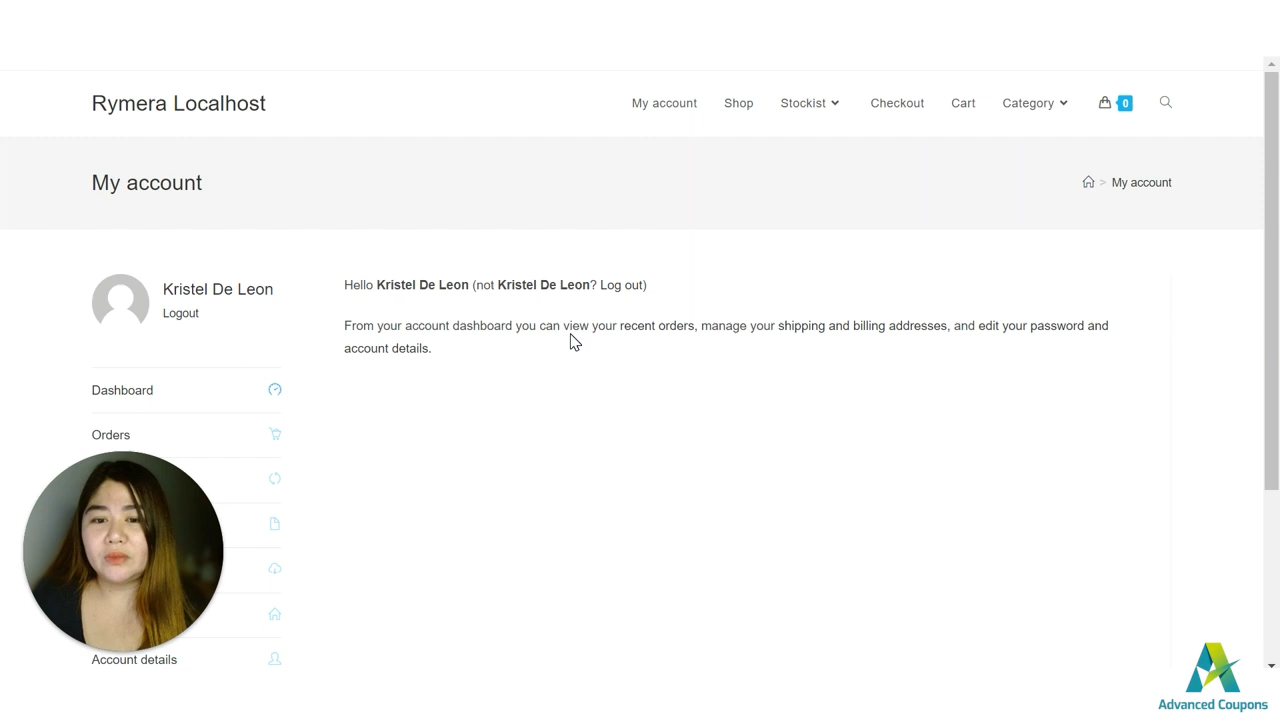 Rymera Localhost
My account
Shop
Stockist
Checkout
Cart
Category
0
My account
> My account
Kristel De Leon
Logout
Dashboard
Orders
Account details
Hello Kristel De Leon (not Kristel De Leon? Log out)
From your account dashboard you can view your recent orders, manage your shipping and billing addresses, and edit your password and
account details.
Advanced Coupons